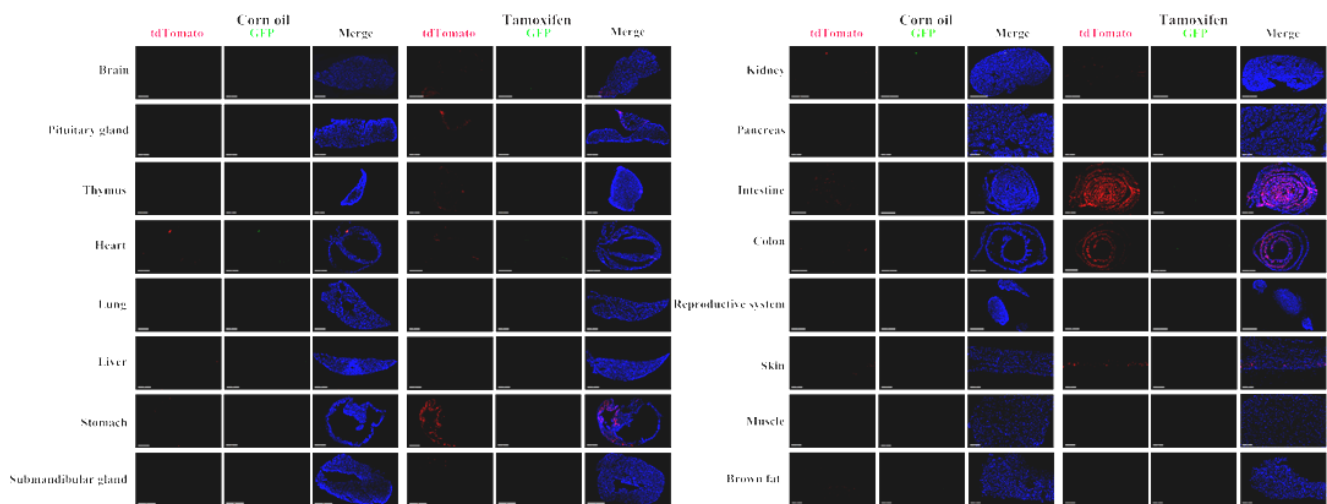 Corn oil Tamoxifen
tdTomato GFP Merge tdTomato GFP Merge
Brain
Pituitary gland
Thymus
Heart
Lung
Liver
Stomach
Submandibular gland
Corn oil Tamoxifen
tdTomato GFP Merge tdTomato GFP Merge
Kidney
Pancreas
Intestine
Colon
Reproductive system
Skin
Muscle
Brown fat